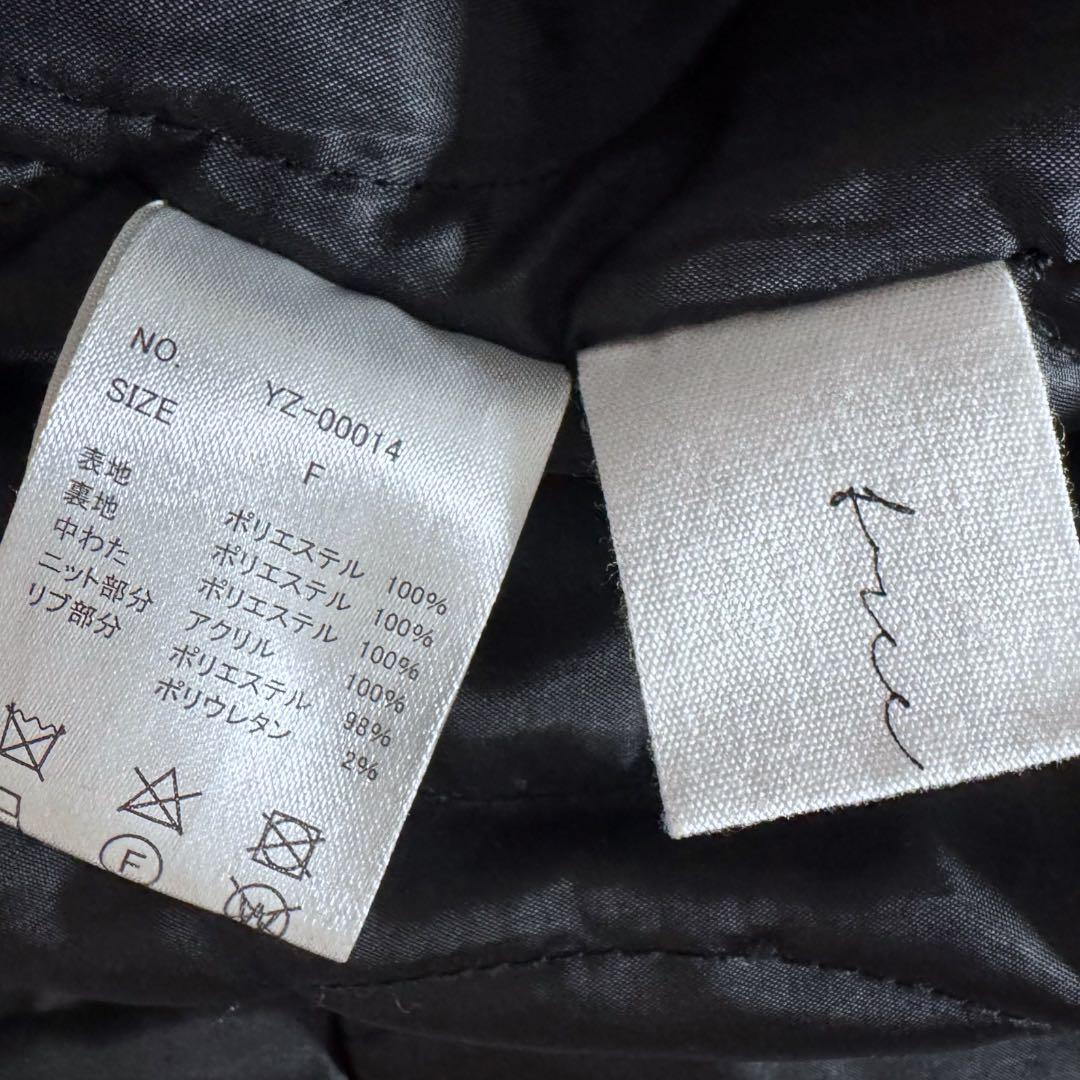 NO. YZ-00014
SIZE F
表地 ポリエステル 100%
裏地 ポリエステル 100%
中わた ポリエステル 100%
ニット部分 アクリル 100%
リブ部分 ポリエステル 98%
ポリウレタン 2%
F
W